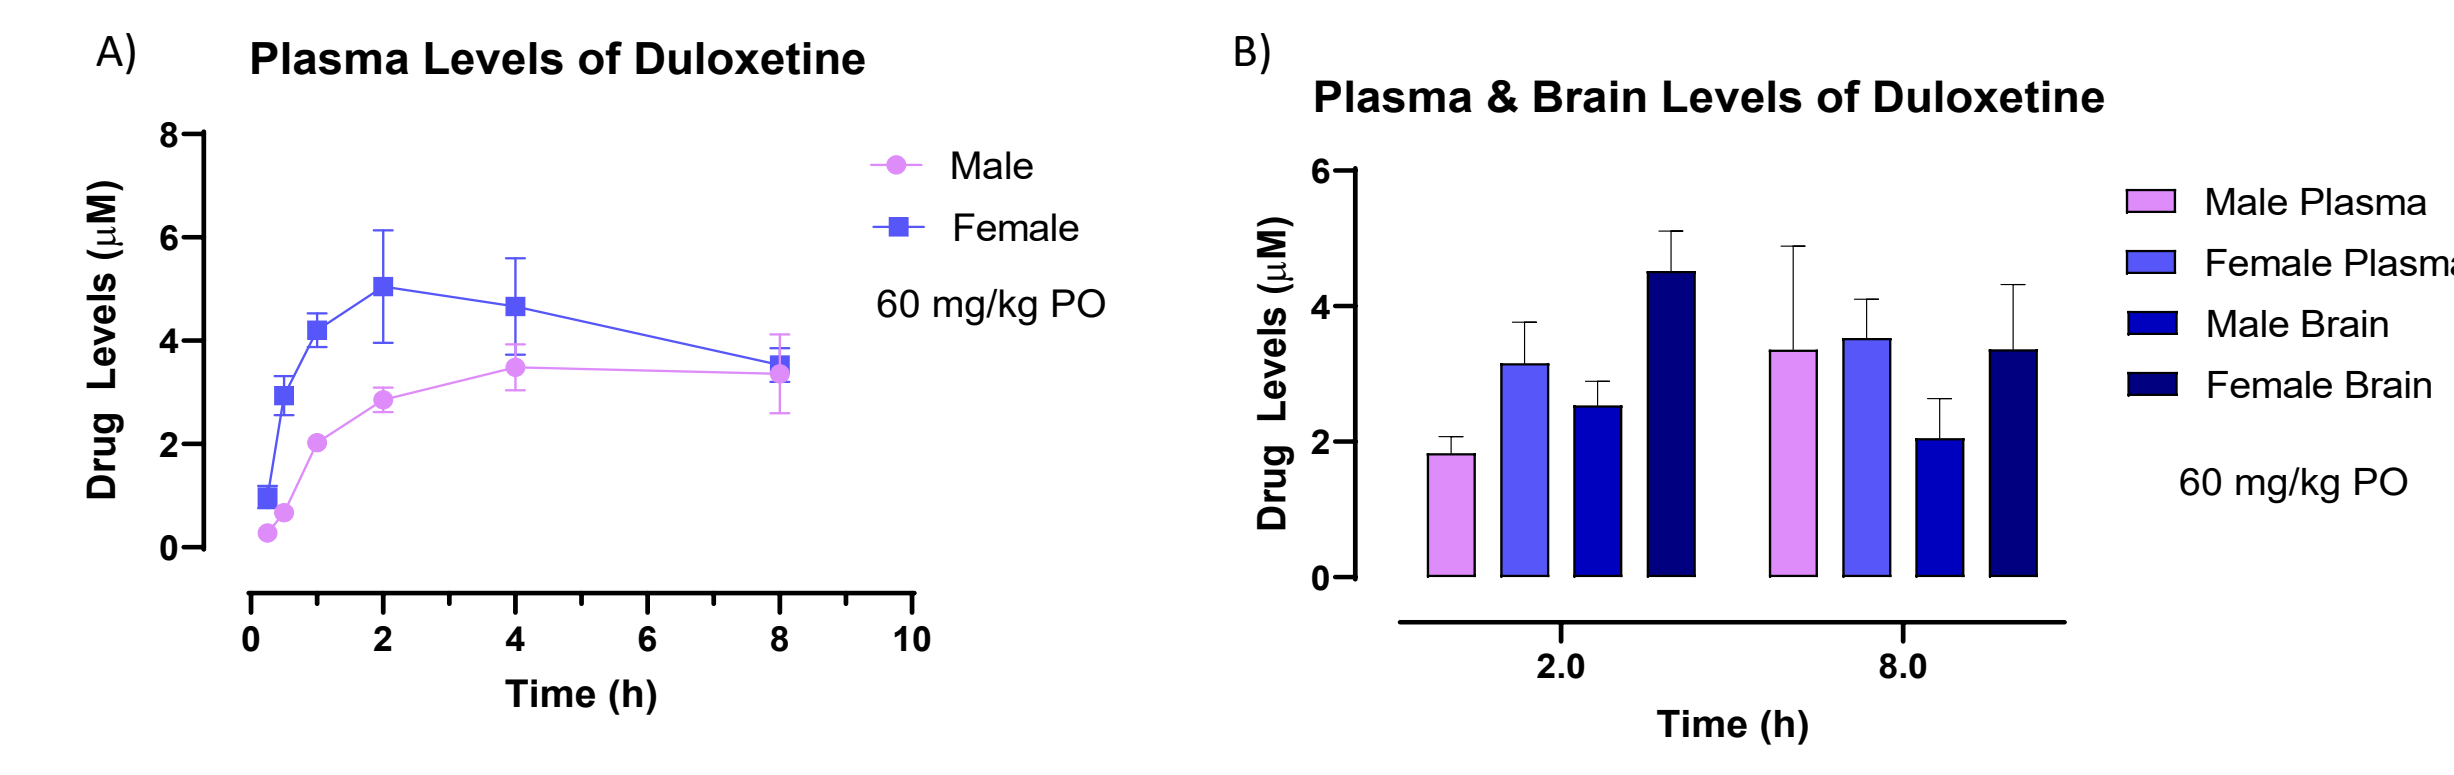 A)
Plasma Levels of Duloxetine
8
6
4
2
0
Drug Levels (μM)
0 2 4 6 8 10
Time (h)
Male
Female
60 mg/kg PO
B)
Plasma & Brain Levels of Duloxetine
6
4
2
0
Drug Levels (μM)
2.0 8.0
Time (h)
Male Plasma
Female Plasma
Male Brain
Female Brain
60 mg/kg PO